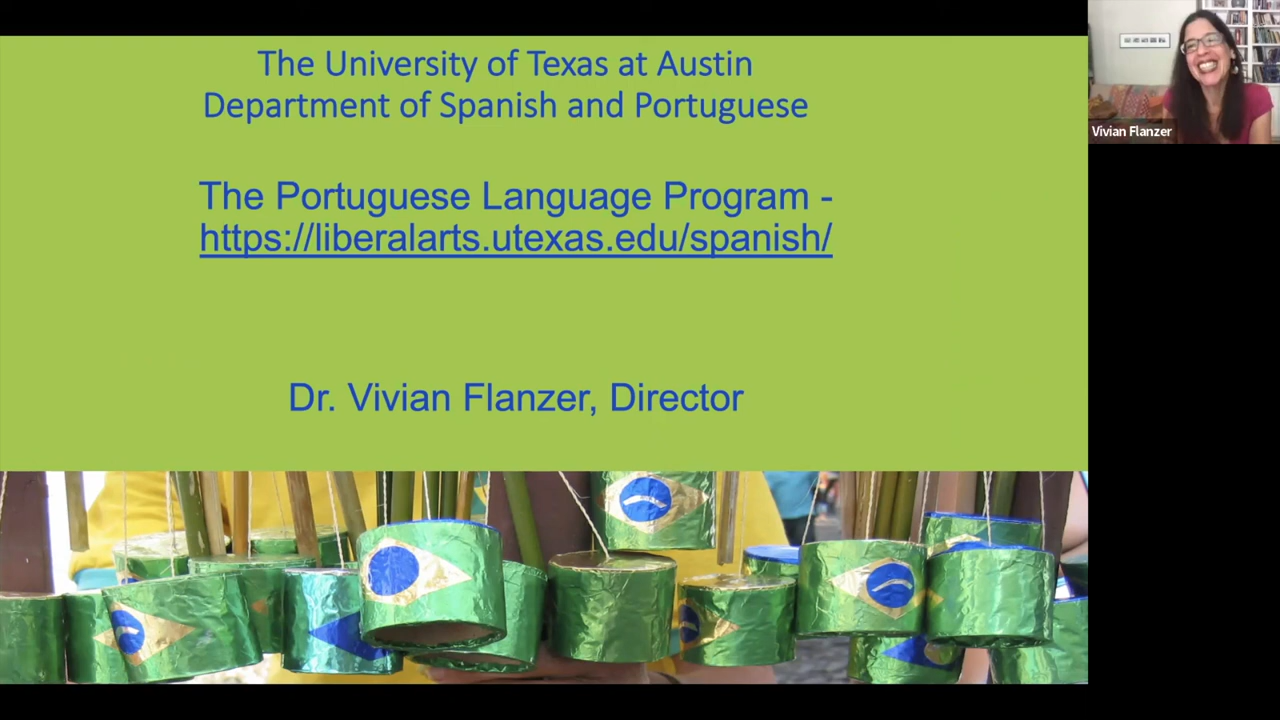 The University of Texas at Austin
Department of Spanish and Portuguese
The Portuguese Language Program -
https://liberalarts.utexas.edu/spanish/
Dr. Vivian Flanzer, Director
Vivian Flanzer